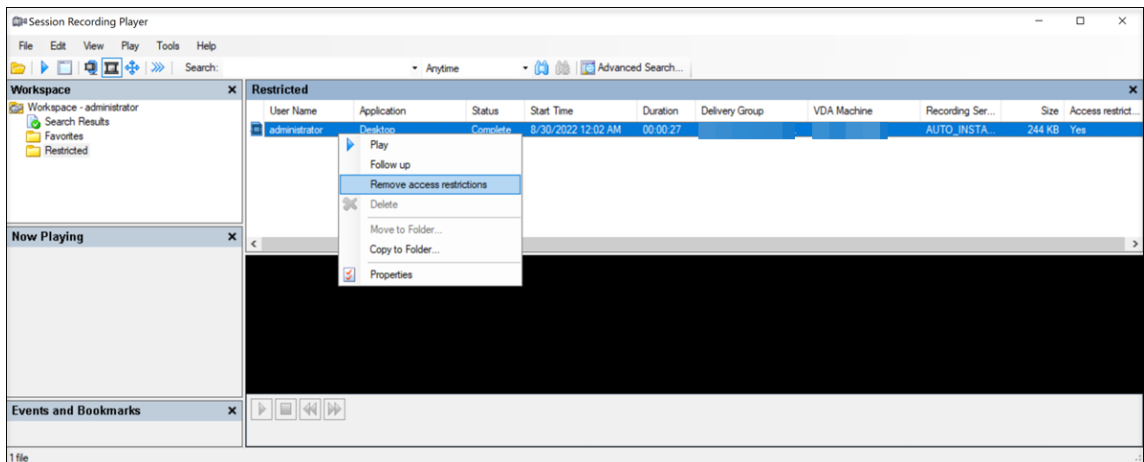 Session Recording Player
File Edit View Play Tools Help
Search: Anytime Advanced Search...
Workspace
Workspace - administrator
Search Results
Favorites
Restricted
Restricted
User Name Application Status Start Time Duration Delivery Group VDA Machine Recording Ser... Size Access restrict...
administrator Desktop Complete 8/30/2022 12:02 AM 00:00:27 AUTO_INSTA... 244 KB Yes
Play
Follow up
Remove access restrictions
Delete
Move to Folder...
Copy to Folder...
Properties
Now Playing
Events and Bookmarks
1 file